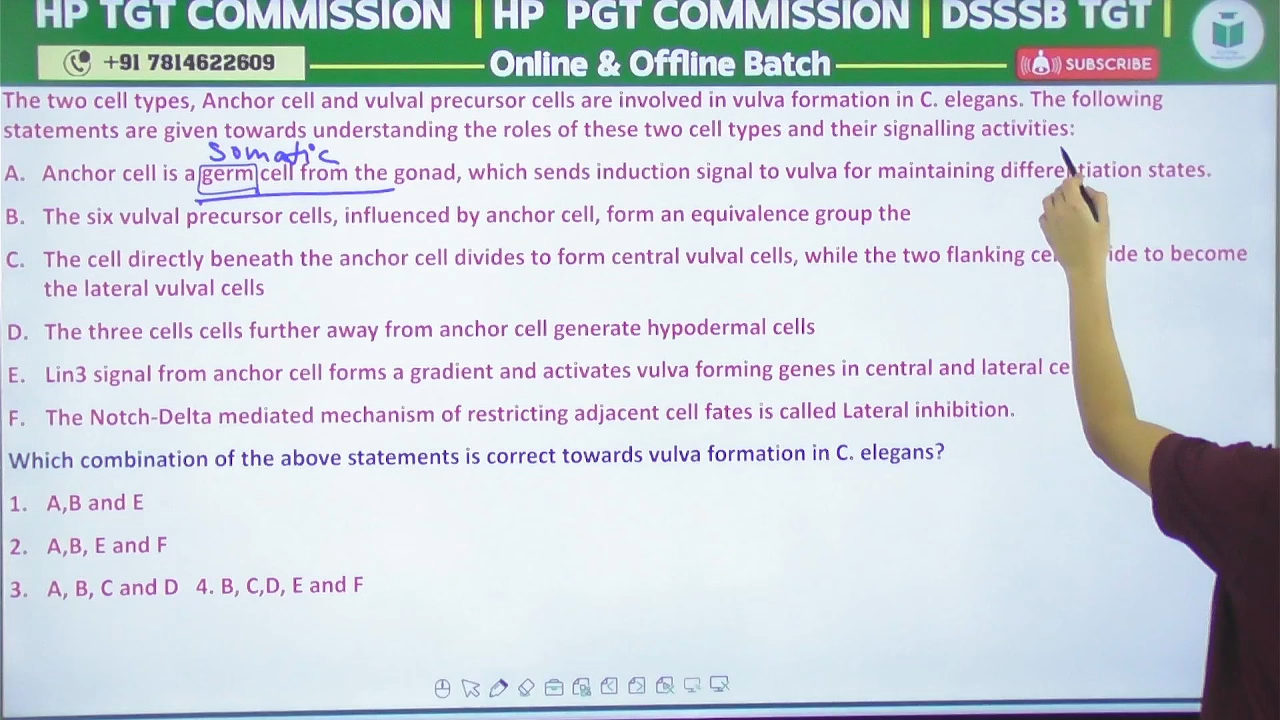 HP TGT COMMISSION | HP PGT COMMISSION | DSSSB TGT |
+91 7814622609 Online & Offline Batch SUBSCRIBE
The two cell types, Anchor cell and vulval precursor cells are involved in vulva formation in C. elegans. The following
statements are given towards understanding the roles of these two cell types and their signalling activities:
Somatic
A. Anchor cell is a germ cell from the gonad, which sends induction signal to vulva for maintaining differentiation states.
B. The six vulval precursor cells, influenced by anchor cell, form an equivalence group the
C. The cell directly beneath the anchor cell divides to form central vulval cells, while the two flanking ide to become
the lateral vulval cells
D. The three cells cells further away from anchor cell generate hypodermal cells
E. Lin3 signal from anchor cell forms a gradient and activates vulva forming genes in central and lateral ce
F. The Notch-Delta mediated mechanism of restricting adjacent cell fates is called Lateral inhibition.
Which combination of the above statements is correct towards vulva formation in C. elegans?
1. A,B and E
2. A,B, E and F
3. A, B, C and D 4. B, C,D, E and F